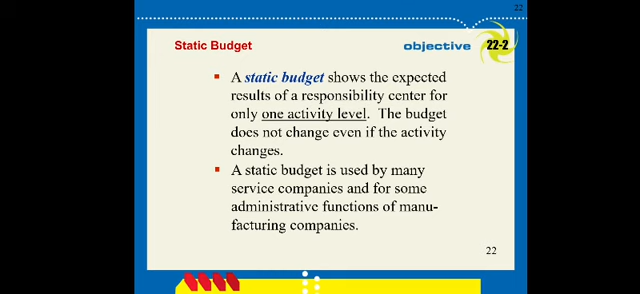 22
Static Budget
objective 22-2
A static budget shows the expected
results of a responsibility center for
only one activity level. The budget
does not change even if the activity
changes.
A static budget is used by many
service companies and for some
administrative functions of manu-
facturing companies.
22